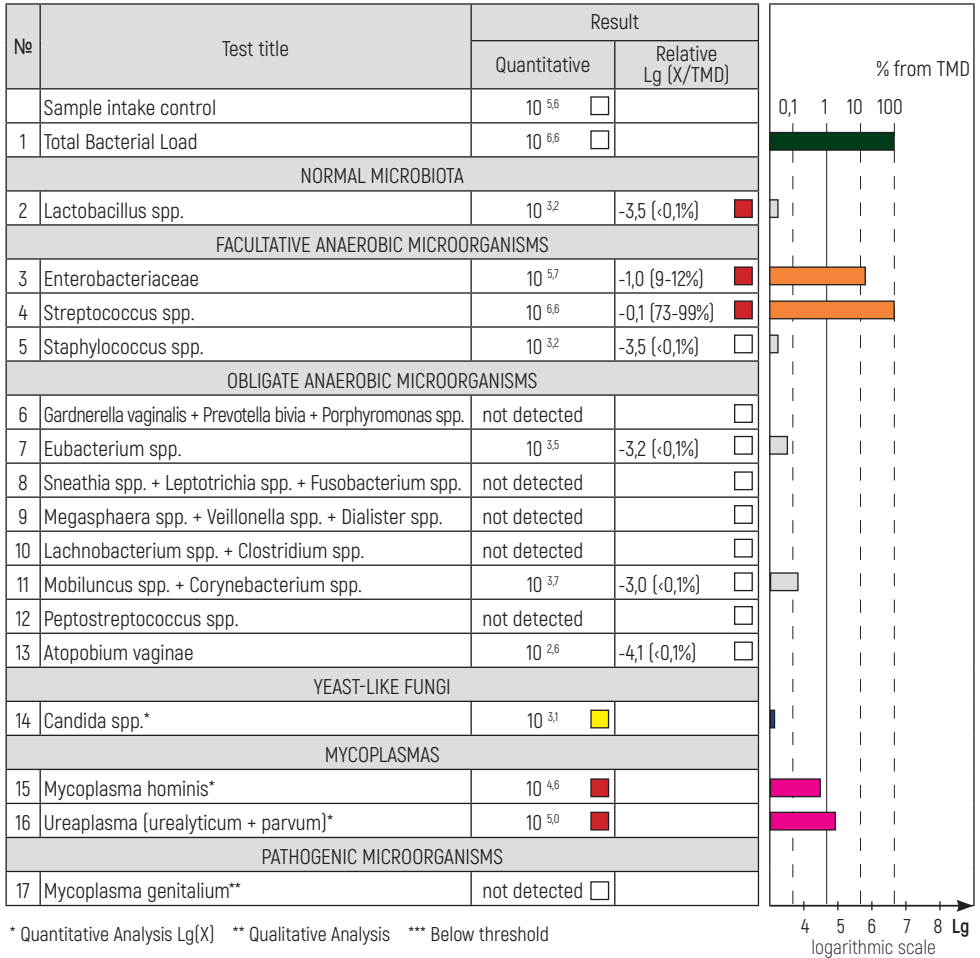 № Test title Result
Quantitative Relative Lg (X/TMD)
% from TMD
0,1 1 10 100
Sample intake control 10 5,6
1 Total Bacterial Load 10 6,6
NORMAL MICROBIOTA
2 Lactobacillus spp. 10 3,2 -3,5 (<0,1%)
FACULTATIVE ANAEROBIC MICROORGANISMS
3 Enterobacteriaceae 10 5,7 -1,0 (9-12%)
4 Streptococcus spp. 10 6,6 -0,1 (73-99%)
5 Staphylococcus spp. 10 3,2 -3,5 (<0,1%)
OBLIGATE ANAEROBIC MICROORGANISMS
6 Gardnerella vaginalis + Prevotella bivia + Porphyromonas spp. not detected
7 Eubacterium spp. 10 3,5 -3,2 (<0,1%)
8 Sneathia spp. + Leptotrichia spp. + Fusobacterium spp. not detected
9 Megasphaera spp. + Veillonella spp. + Dialister spp. not detected
10 Lachnobacterium spp. + Clostridium spp. not detected
11 Mobiluncus spp. + Corynebacterium spp. 10 3,7 -3,0 (<0,1%)
12 Peptostreptococcus spp. not detected
13 Atopobium vaginae 10 2,6 -4,1 (<0,1%)
YEAST-LIKE FUNGI
14 Candida spp.* 10 3,1
MYCOPLASMAS
15 Mycoplasma hominis* 10 4,6
16 Ureaplasma (urealyticum + parvum)* 10 5,0
PATHOGENIC MICROORGANISMS
17 Mycoplasma genitalium** not detected
4 5 6 7 8 Lg
logarithmic scale
* Quantitative Analysis Lg(X) ** Qualitative Analysis *** Below threshold